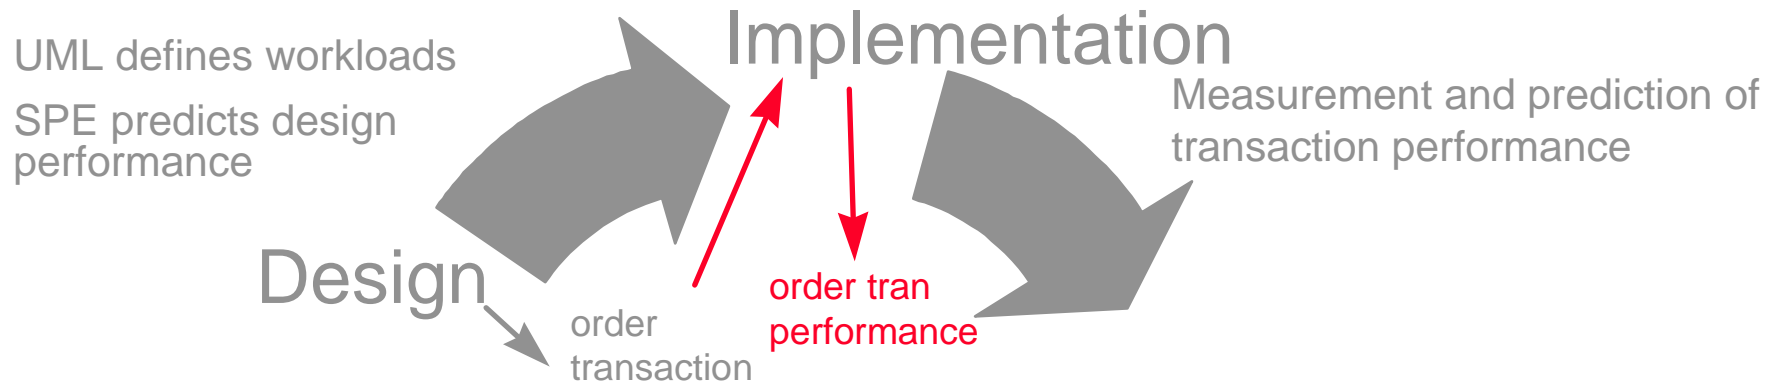 UML defines workloads
SPE predicts design
performance
Implementation
Measurement and prediction of
transaction performance
Design
order
transaction
order tran
performance